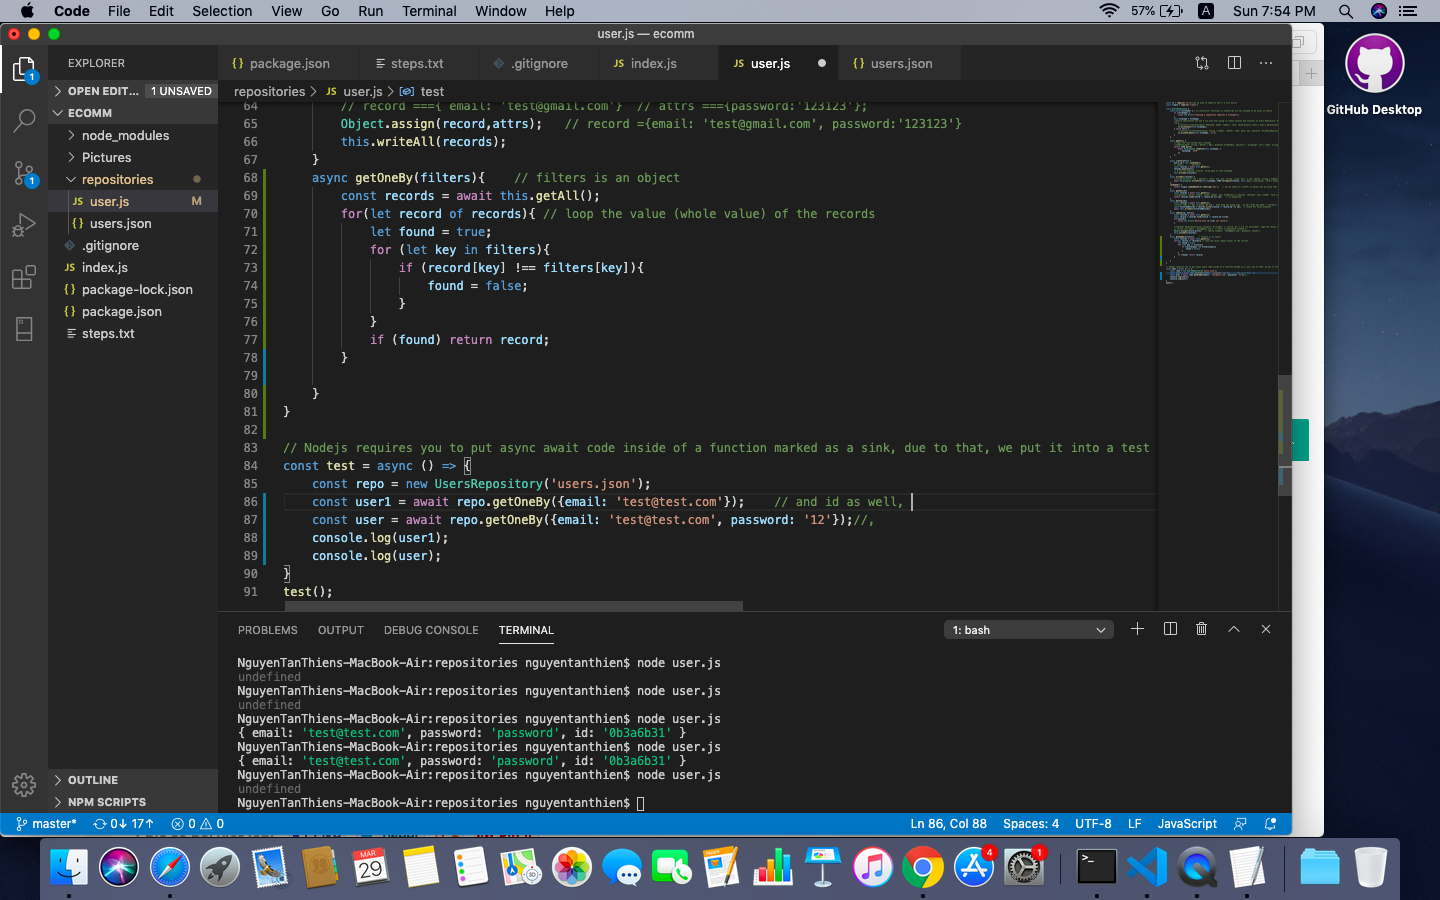 Code File Edit Selection View Go Run Terminal Window Help 57% A Sun 7:54 PM
user.js — ecomm
GitHub Desktop
EXPLORER
OPEN EDIT... 1 UNSAVED
ECOMM
node_modules
Pictures
repositories
JS user.js M
{} users.json
.gitignore
JS index.js
{} package-lock.json
{} package.json
steps.txt
OUTLINE
NPM SCRIPTS
1
1
{} package.json steps.txt .gitignore JS index.js JS user.js {} users.json
repositories > JS user.js > test
64 // record ==={ email: 'test@gmail.com'} // attrs ==={password:'123123'};
65 Object.assign(record,attrs); // record ={email: 'test@gmail.com', password:'123123'}
66 this.writeAll(records);
67 }
68 async getOneBy(filters){ // filters is an object
69 const records = await this.getAll();
70 for(let record of records){ // loop the value (whole value) of the records
71 let found = true;
72 for (let key in filters){
73 if (record[key] !== filters[key]){
74 found = false;
75 }
76 }
77 if (found) return record;
78 }
79
80 }
81 }
82
83 // Nodejs requires you to put async await code inside of a function marked as a sink, due to that, we put it into a test
84 const test = async () => {
85 const repo = new UsersRepository('users.json');
86 const user1 = await repo.getOneBy({email: 'test@test.com'}); // and id as well,
87 const user = await repo.getOneBy({email: 'test@test.com', password: '12'});//,
88 console.log(user1);
89 console.log(user);
90 }
91 test();
PROBLEMS OUTPUT DEBUG CONSOLE TERMINAL 1: bash
NguyenTanThiens-MacBook-Air:repositories nguyentanthien$ node user.js
undefined
NguyenTanThiens-MacBook-Air:repositories nguyentanthien$ node user.js
undefined
NguyenTanThiens-MacBook-Air:repositories nguyentanthien$ node user.js
{ email: 'test@test.com', password: 'password', id: '0b3a6b31' }
NguyenTanThiens-MacBook-Air:repositories nguyentanthien$ node user.js
{ email: 'test@test.com', password: 'password', id: '0b3a6b31' }
NguyenTanThiens-MacBook-Air:repositories nguyentanthien$ node user.js
undefined
NguyenTanThiens-MacBook-Air:repositories nguyentanthien$
master* 0↓ 17↑ 0 0 Ln 86, Col 88 Spaces: 4 UTF-8 LF JavaScript
MAR
29
4
1